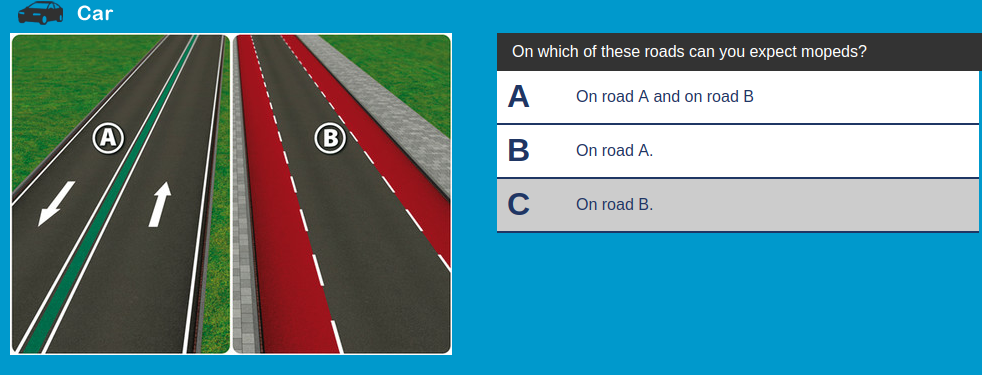 Car
A
B
On which of these roads can you expect mopeds?
A On road A and on road B
B On road A.
C On road B.